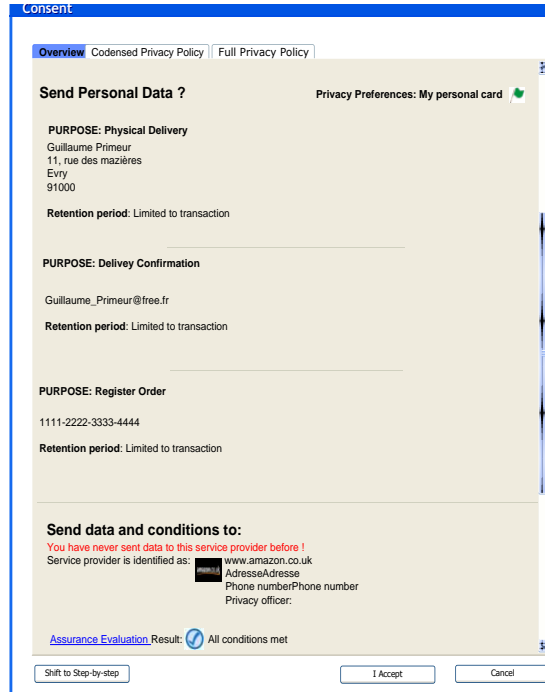 Consent
Overview Codensed Privacy Policy Full Privacy Policy
Send Personal Data ? Privacy Preferences: My personal card
PURPOSE: Physical Delivery
Guillaume Primeur
11, rue des mazières
Evry
91000
Retention period: Limited to transaction
PURPOSE: Delivey Confirmation
Guillaume_Primeur@free.fr
Retention period: Limited to transaction
PURPOSE: Register Order
1111-2222-3333-4444
Retention period: Limited to transaction
Send data and conditions to:
You have never sent data to this service provider before !
Service provider is identified as: www.amazon.co.uk
AdresseAdresse
Phone numberPhone number
Privacy officer:
Assurance Evaluation Result: All conditions met
Shift to Step-by-step I Accept Cancel